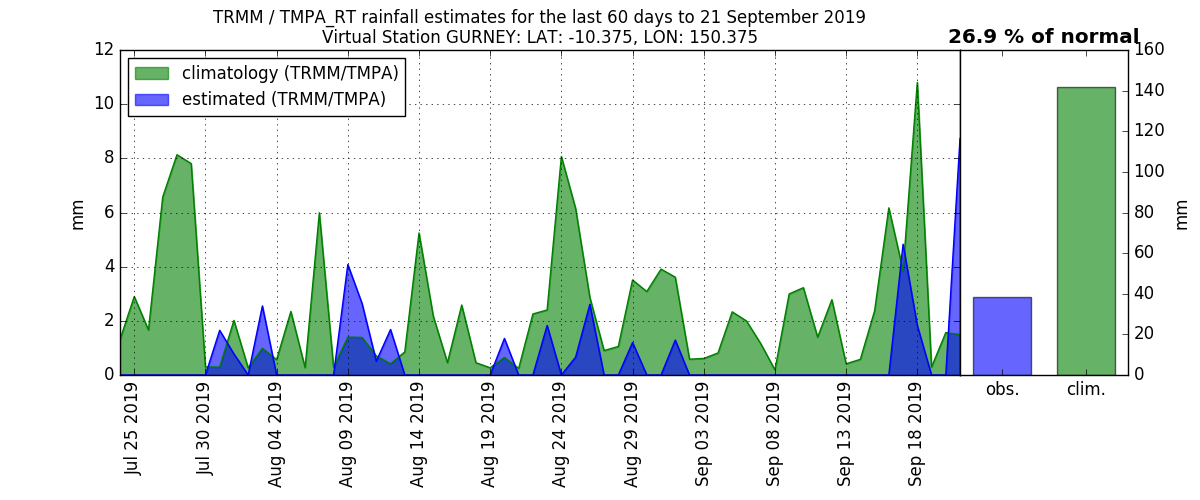 TRMM / TMPA_RT rainfall estimates for the last 60 days to 21 September 2019
Virtual Station GURNEY: LAT: -10.375, LON: 150.375
26.9 % of normal
climatology (TRMM/TMPA)
estimated (TRMM/TMPA)
12
10
8
6
4
2
0
mm
160
140
120
100
80
60
40
20
0
mm
Jul 25 2019
Jul 30 2019
Aug 04 2019
Aug 09 2019
Aug 14 2019
Aug 19 2019
Aug 24 2019
Aug 29 2019
Sep 03 2019
Sep 08 2019
Sep 13 2019
Sep 18 2019
obs.
clim.